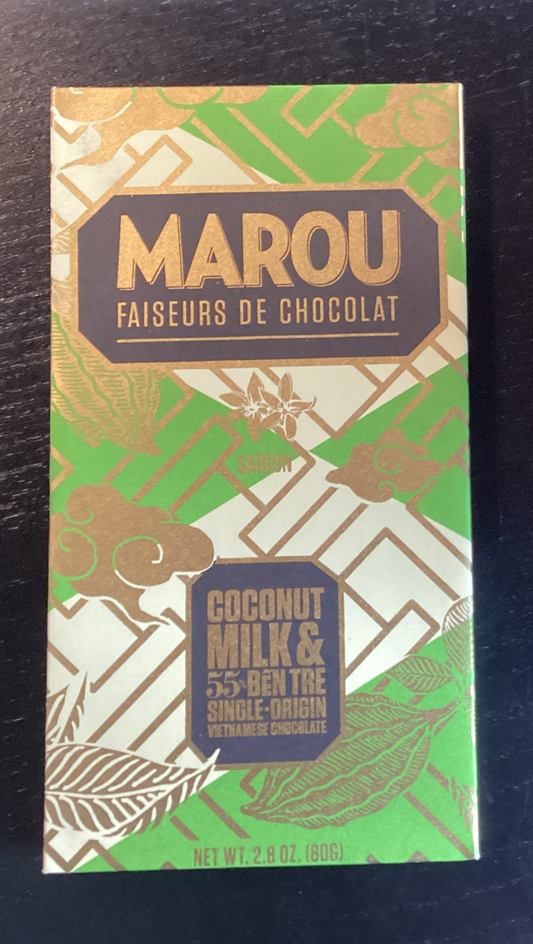 MAROU
FAISEURS DE CHOCOLAT
SAIGON
COCONUT
MILK &
55% BẾN TRE
SINGLE-ORIGIN
VIETNAMESE CHOCOLATE
NET WT. 2.8 OZ. (80G)